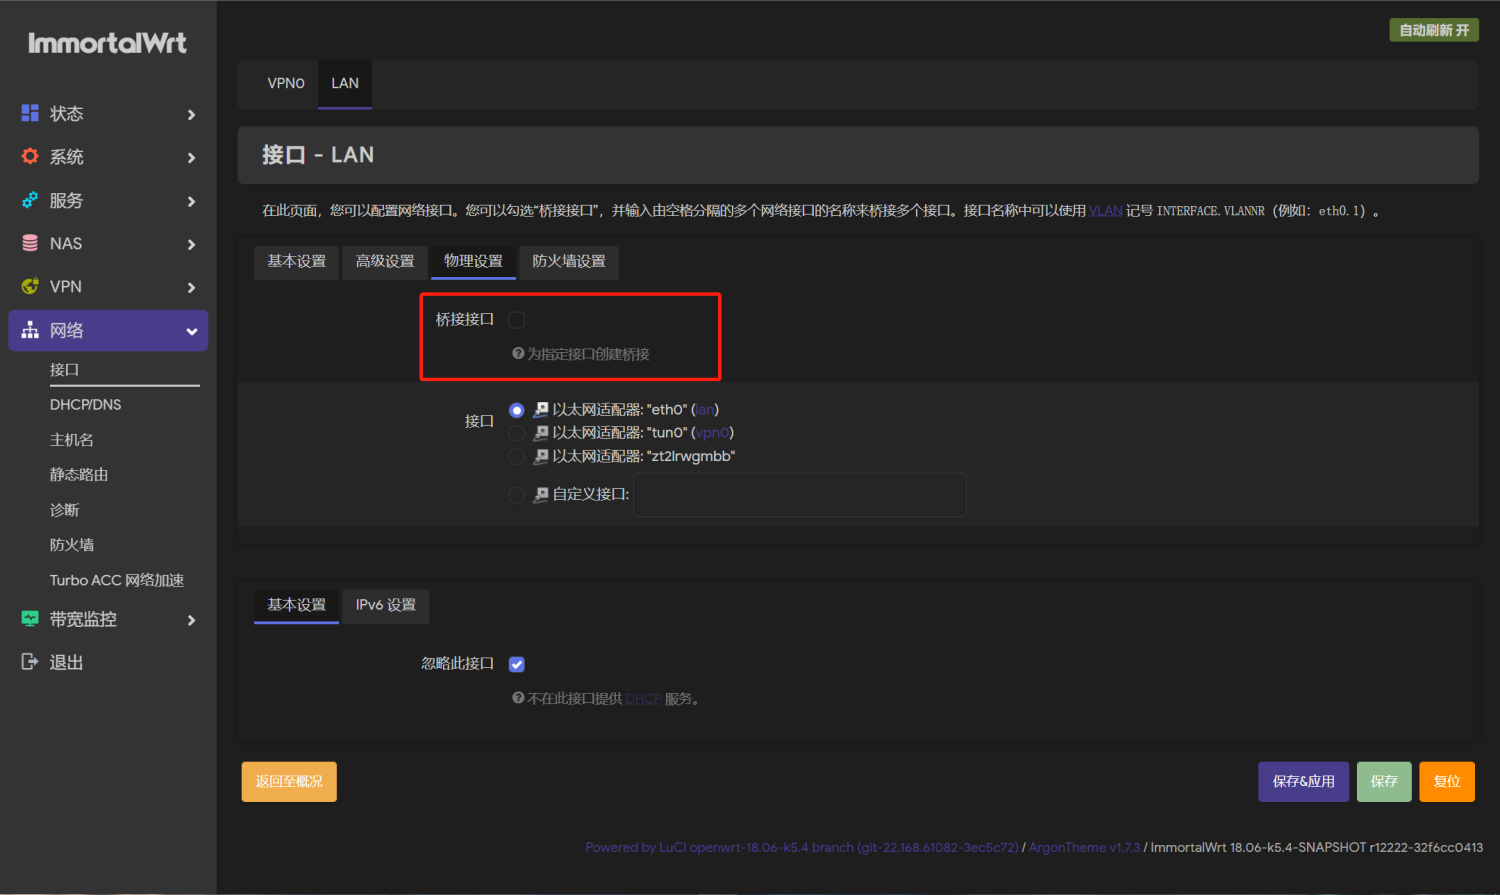 ImmortalWrt
自动刷新 开
状态
系统
服务
NAS
VPN
网络
接口
DHCP/DNS
主机名
静态路由
诊断
防火墙
Turbo ACC 网络加速
带宽监控
退出
VPN0 LAN
接口 - LAN
在此页面，您可以配置网络接口。您可以勾选“桥接接口”，并输入由空格分隔的多个网络接口的名称来桥接多个接口。接口名称中可以使用 VLAN 记号 INTERFACE.VLANNR（例如：eth0.1）。
基本设置 高级设置 物理设置 防火墙设置
桥接接口
为指定接口创建桥接
接口
以太网适配器: "eth0" (lan)
以太网适配器: "tun0" (vpn0)
以太网适配器: "zt2lrwgmbb"
自定义接口:
基本设置 IPv6 设置
忽略此接口
不在此接口提供 DHCP 服务。
返回至概况 保存&应用 保存 复位
Powered by LuCI openwrt-18.06-k5.4 branch (git-22.168.61082-3ec5c72) / ArgonTheme v1.7.3 / ImmortalWrt 18.06-k5.4-SNAPSHOT r12222-32f6cc0413